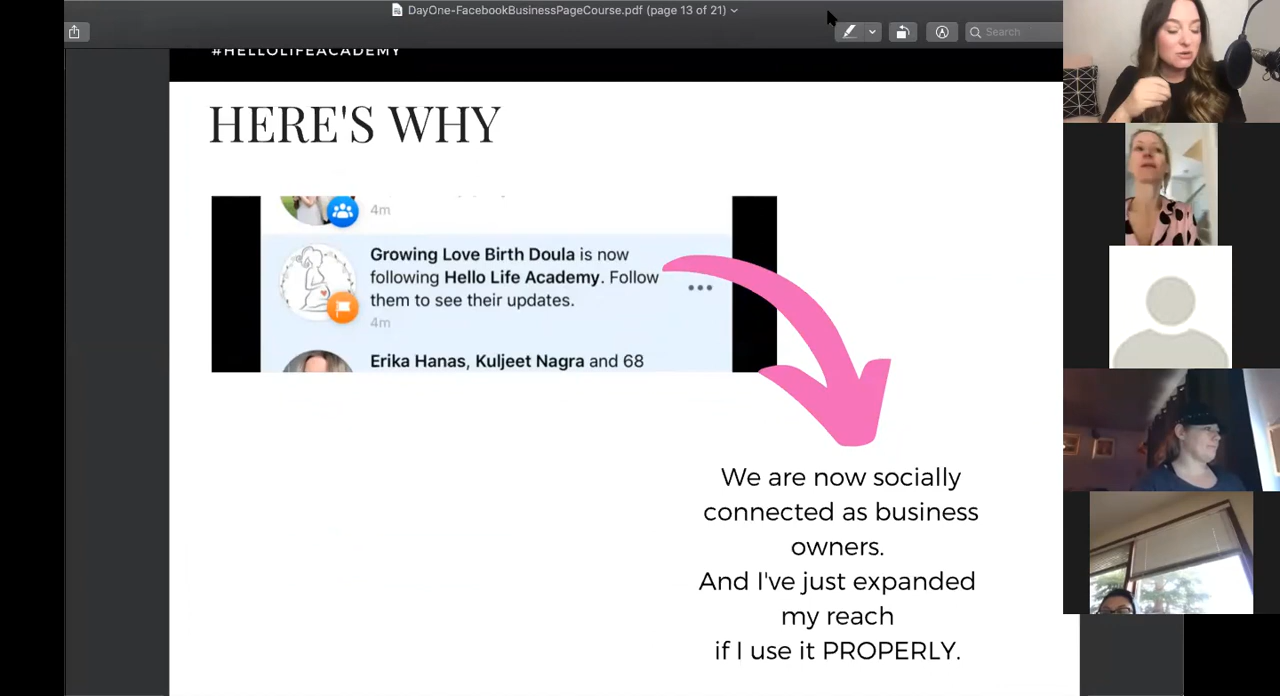 DayOne-FacebookBusinessPageCourse.pdf (page 13 of 21)
Search
#HELLOLIFEACADEMY
HERE'S WHY
4m
Growing Love Birth Doula is now
following Hello Life Academy. Follow
them to see their updates.
4m
Erika Hanas, Kuljeet Nagra and 68
We are now socially
connected as business
owners.
And I've just expanded
my reach
if I use it PROPERLY.